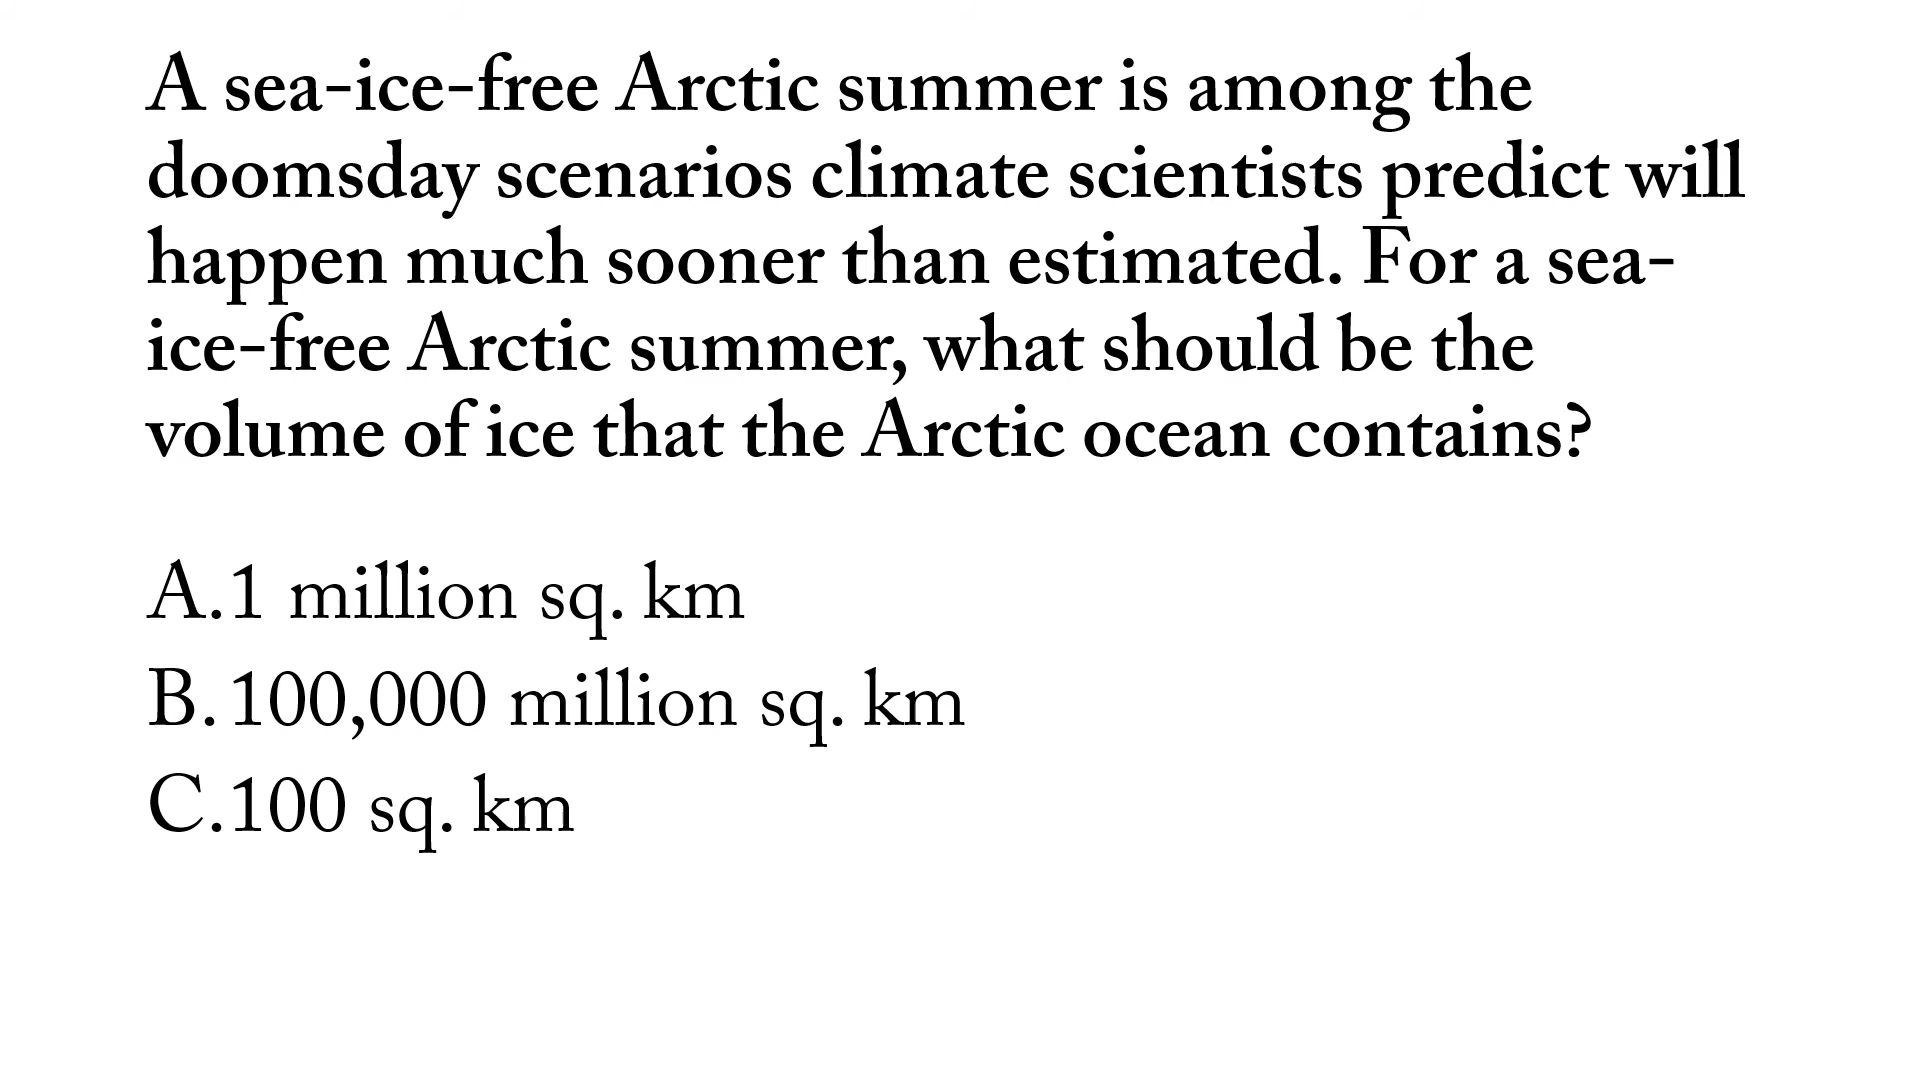 A sea-ice-free Arctic summer is among the
doomsday scenarios climate scientists predict will
happen much sooner than estimated. For a sea-
ice-free Arctic summer, what should be the
volume of ice that the Arctic ocean contains?
A. 1 million sq. km
B. 100,000 million sq. km
C. 100 sq. km